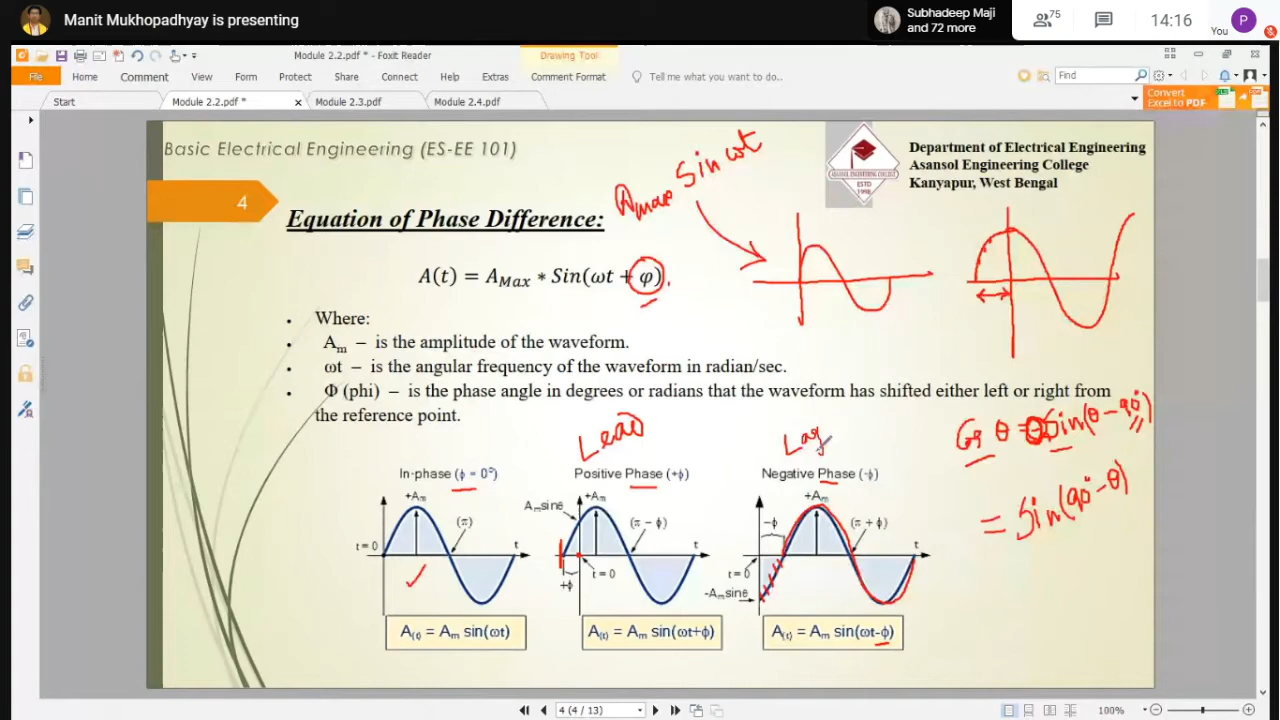 Manit Mukhopadhyay is presenting
Subhadeep Maji
and 72 more
75
14:16
You
P
Module 2.2.pdf * - Foxit Reader
Drawing Tool
File
Home
Comment
View
Form
Protect
Share
Connect
Help
Extras
Comment Format
Tell me what you want to do..
Find
Start
Module 2.2.pdf *
Module 2.3.pdf
Module 2.4.pdf
Convert
Excel to PDF
Basic Electrical Engineering (ES-EE 101)
Department of Electrical Engineering
Asansol Engineering College
Kanyapur, West Bengal
4
Equation of Phase Difference:
Amax Sin ωt
A(t) = AMax * Sin(ωt + φ)
• Where:
• Am – is the amplitude of the waveform.
• ωt – is the angular frequency of the waveform in radian/sec.
• Φ (phi) – is the phase angle in degrees or radians that the waveform has shifted either left or right from
the reference point.
Lead
Lag
In-phase (ϕ = 0°)
Positive Phase (+ϕ)
Negative Phase (-ϕ)
+Am
(π)
t = 0
t
Amsinθ
+Am
(π − ϕ)
t
+ϕ
t = 0
+Am
-ϕ
(π + ϕ)
t = 0
t
-Amsinθ
A(t) = Am sin(ωt)
A(t) = Am sin(ωt+ϕ)
A(t) = Am sin(ωt-ϕ)
Sin(θ - 90°)
= Sin(90° - θ)
4 (4 / 13)
100%